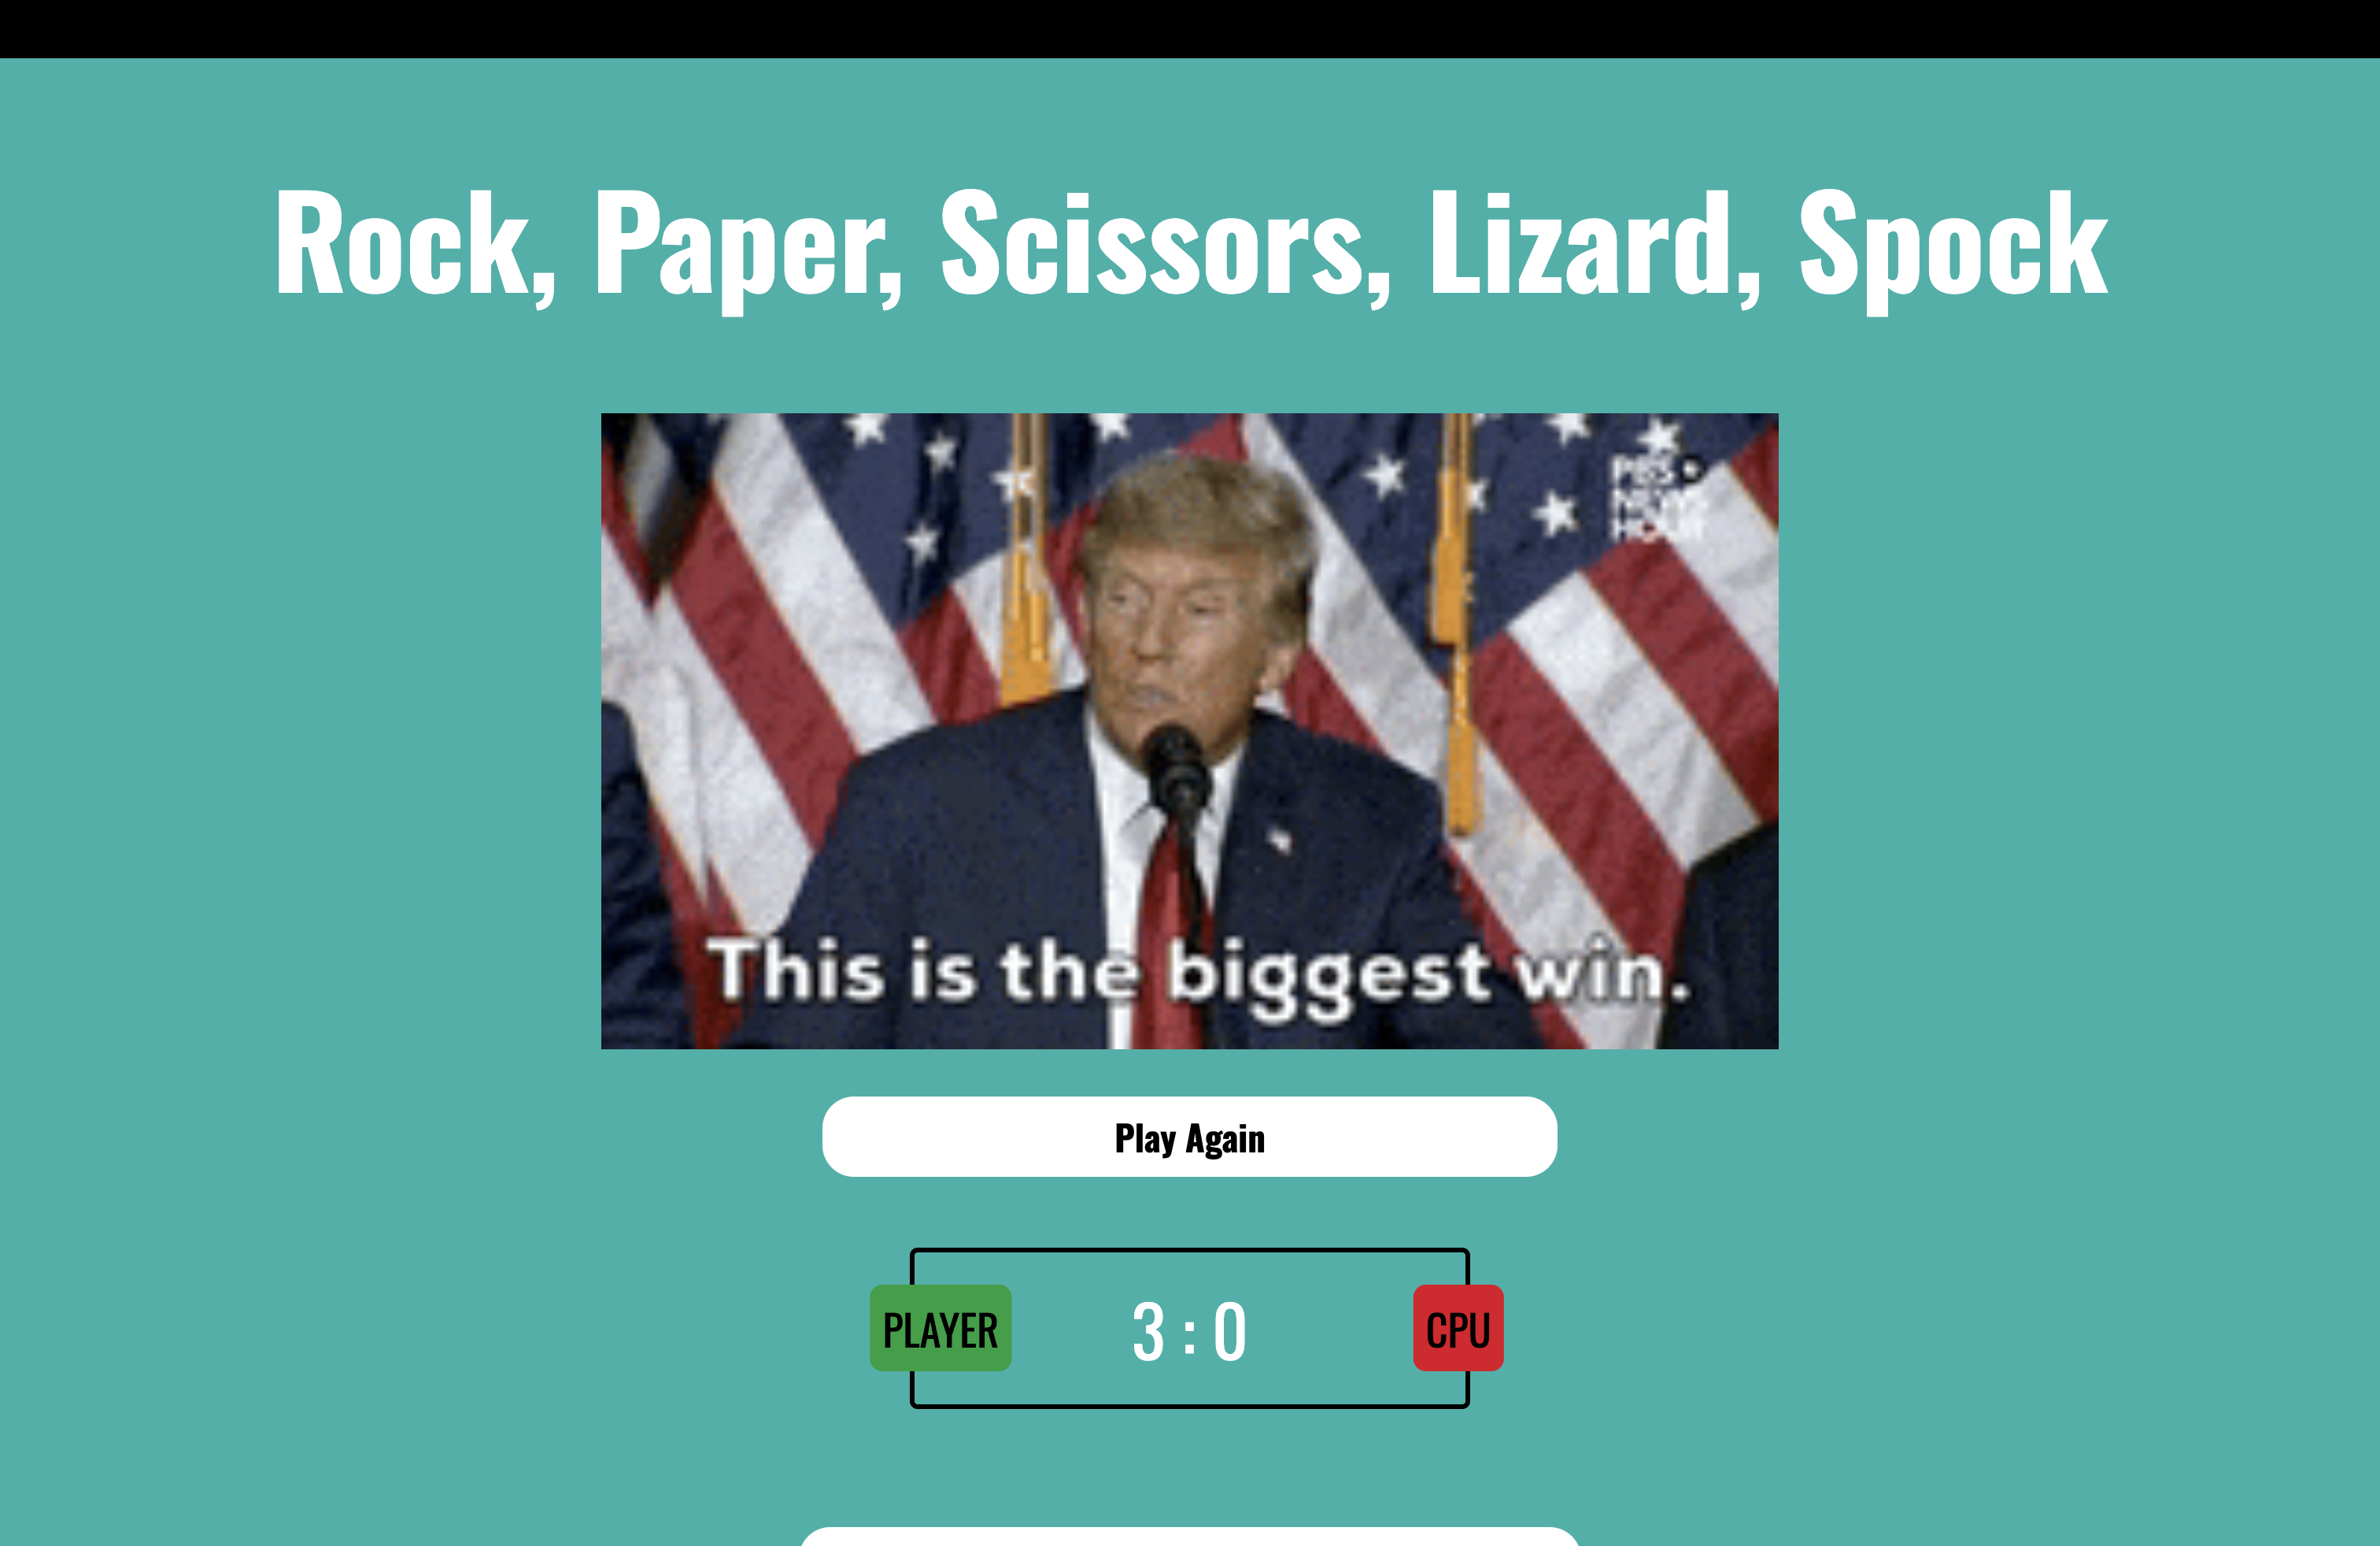 Rock, Paper, Scissors, Lizard, Spock
PBS
NEWS
HOUR
This is the biggest win.
Play Again
PLAYER 3 : 0 CPU